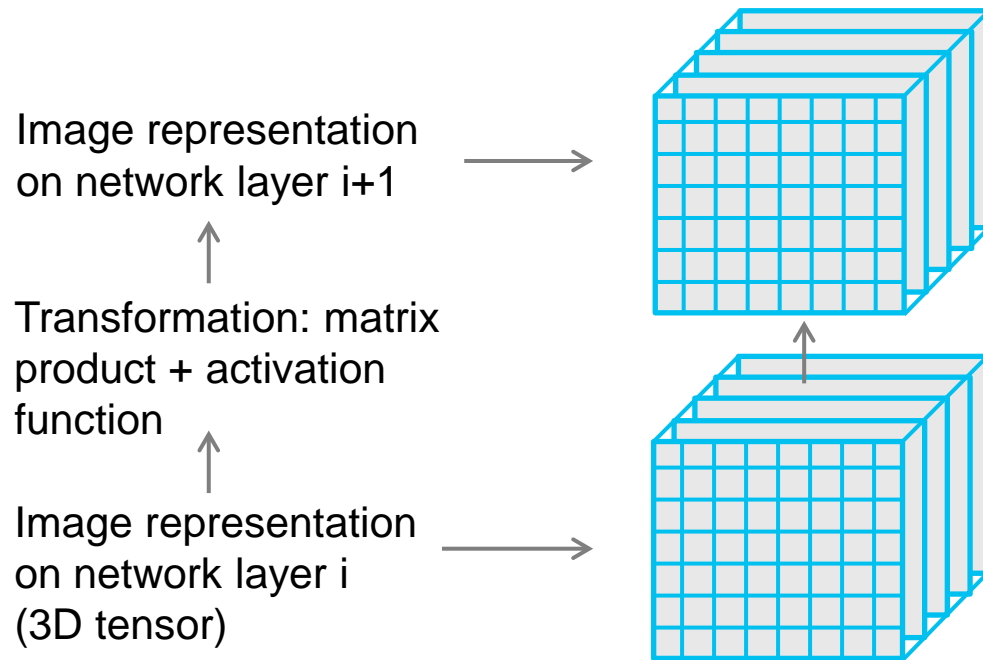 Image representation
on network layer i+1
Transformation: matrix
product + activation
function
Image representation
on network layer i
(3D tensor)